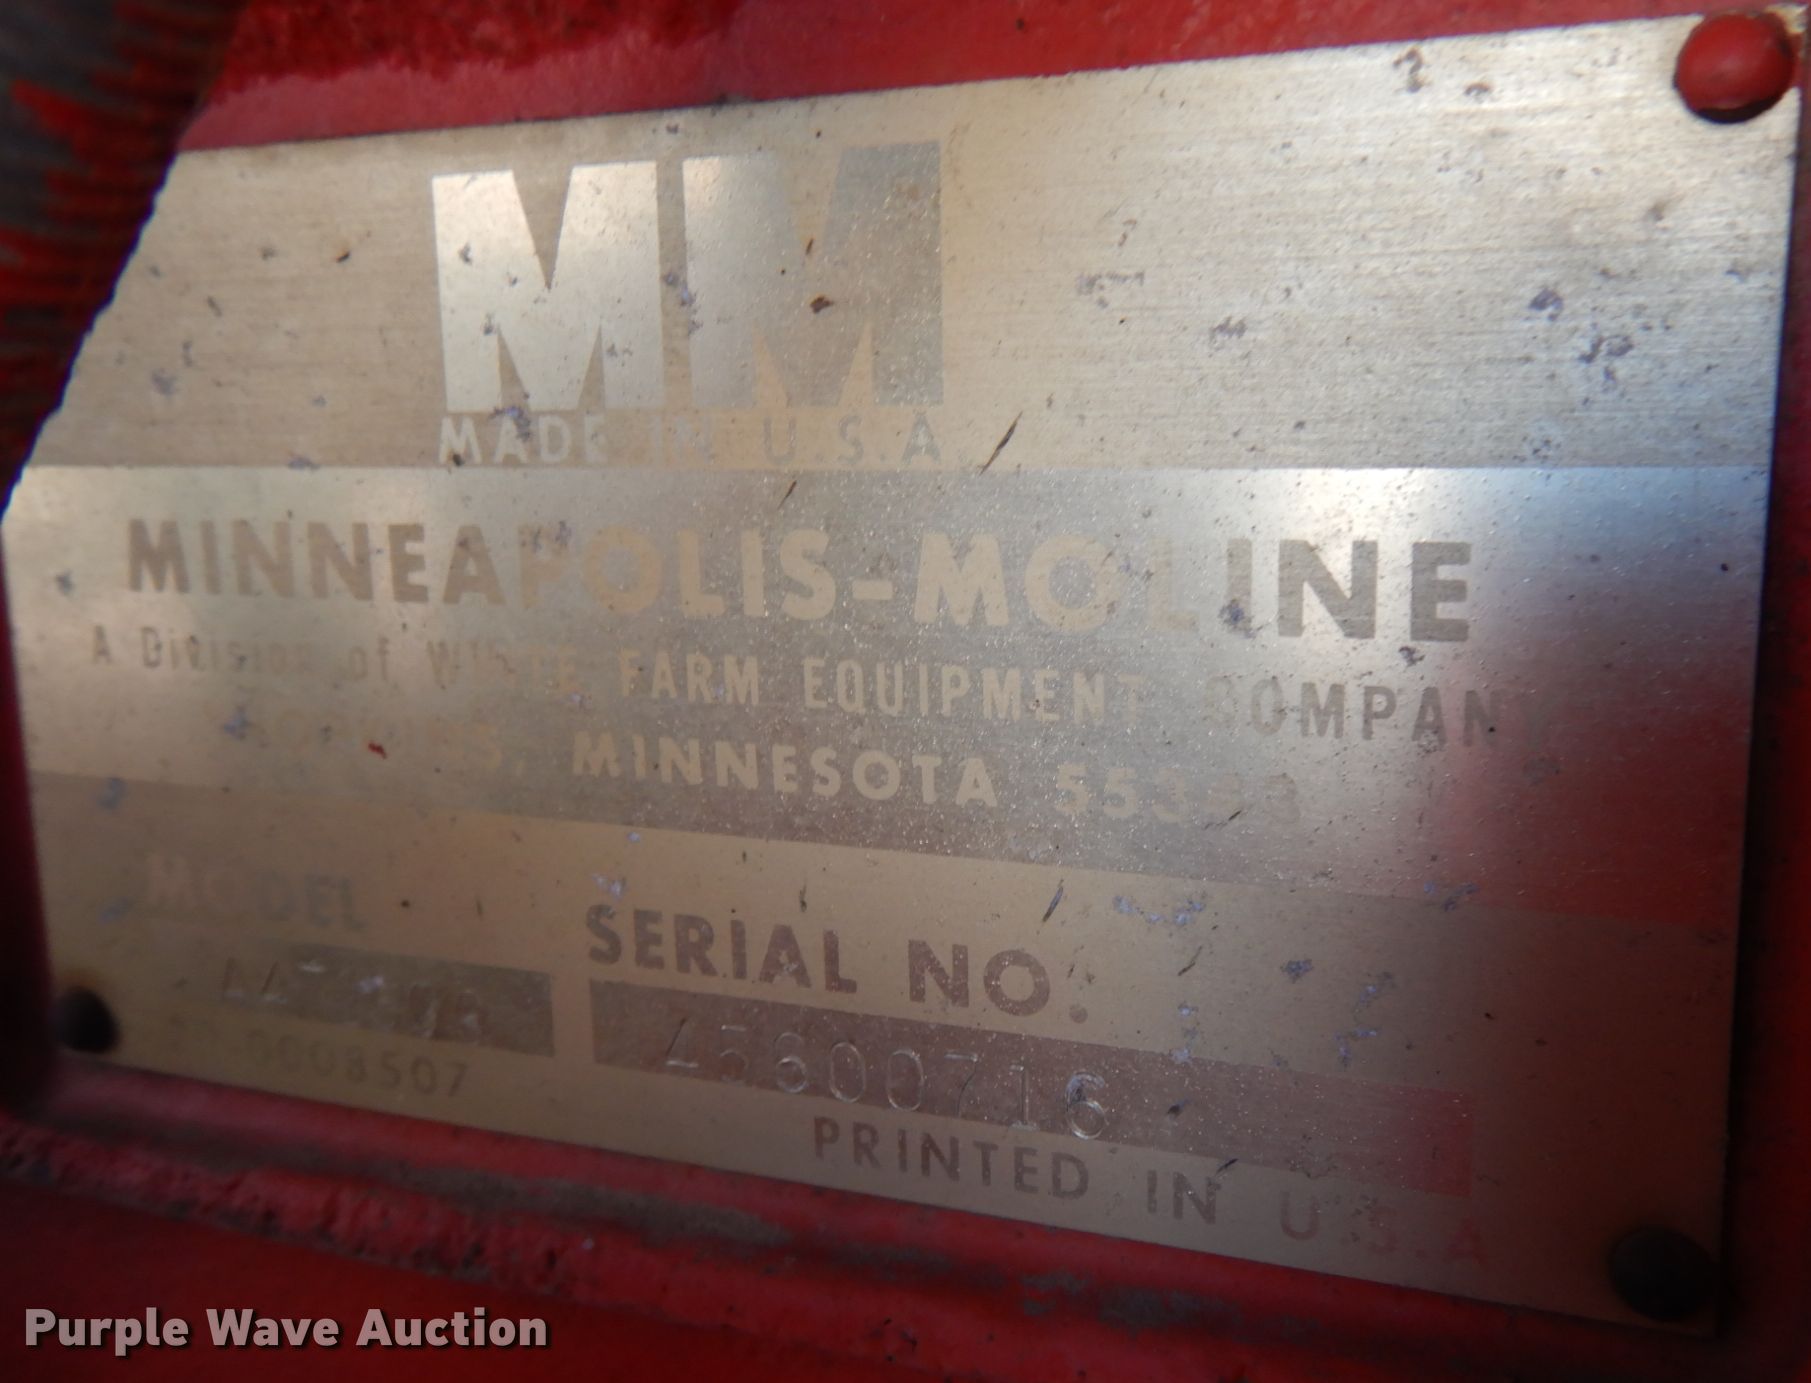 MM
MADE IN U.S.A
MINNEAPOLIS-MOLINE
A Division of WHITE FARM EQUIPMENT COMPANY
MINNESOTA 55343
MODEL
SERIAL NO.
45600716
0008507
PRINTED IN U.S.A
Purple Wave Auction